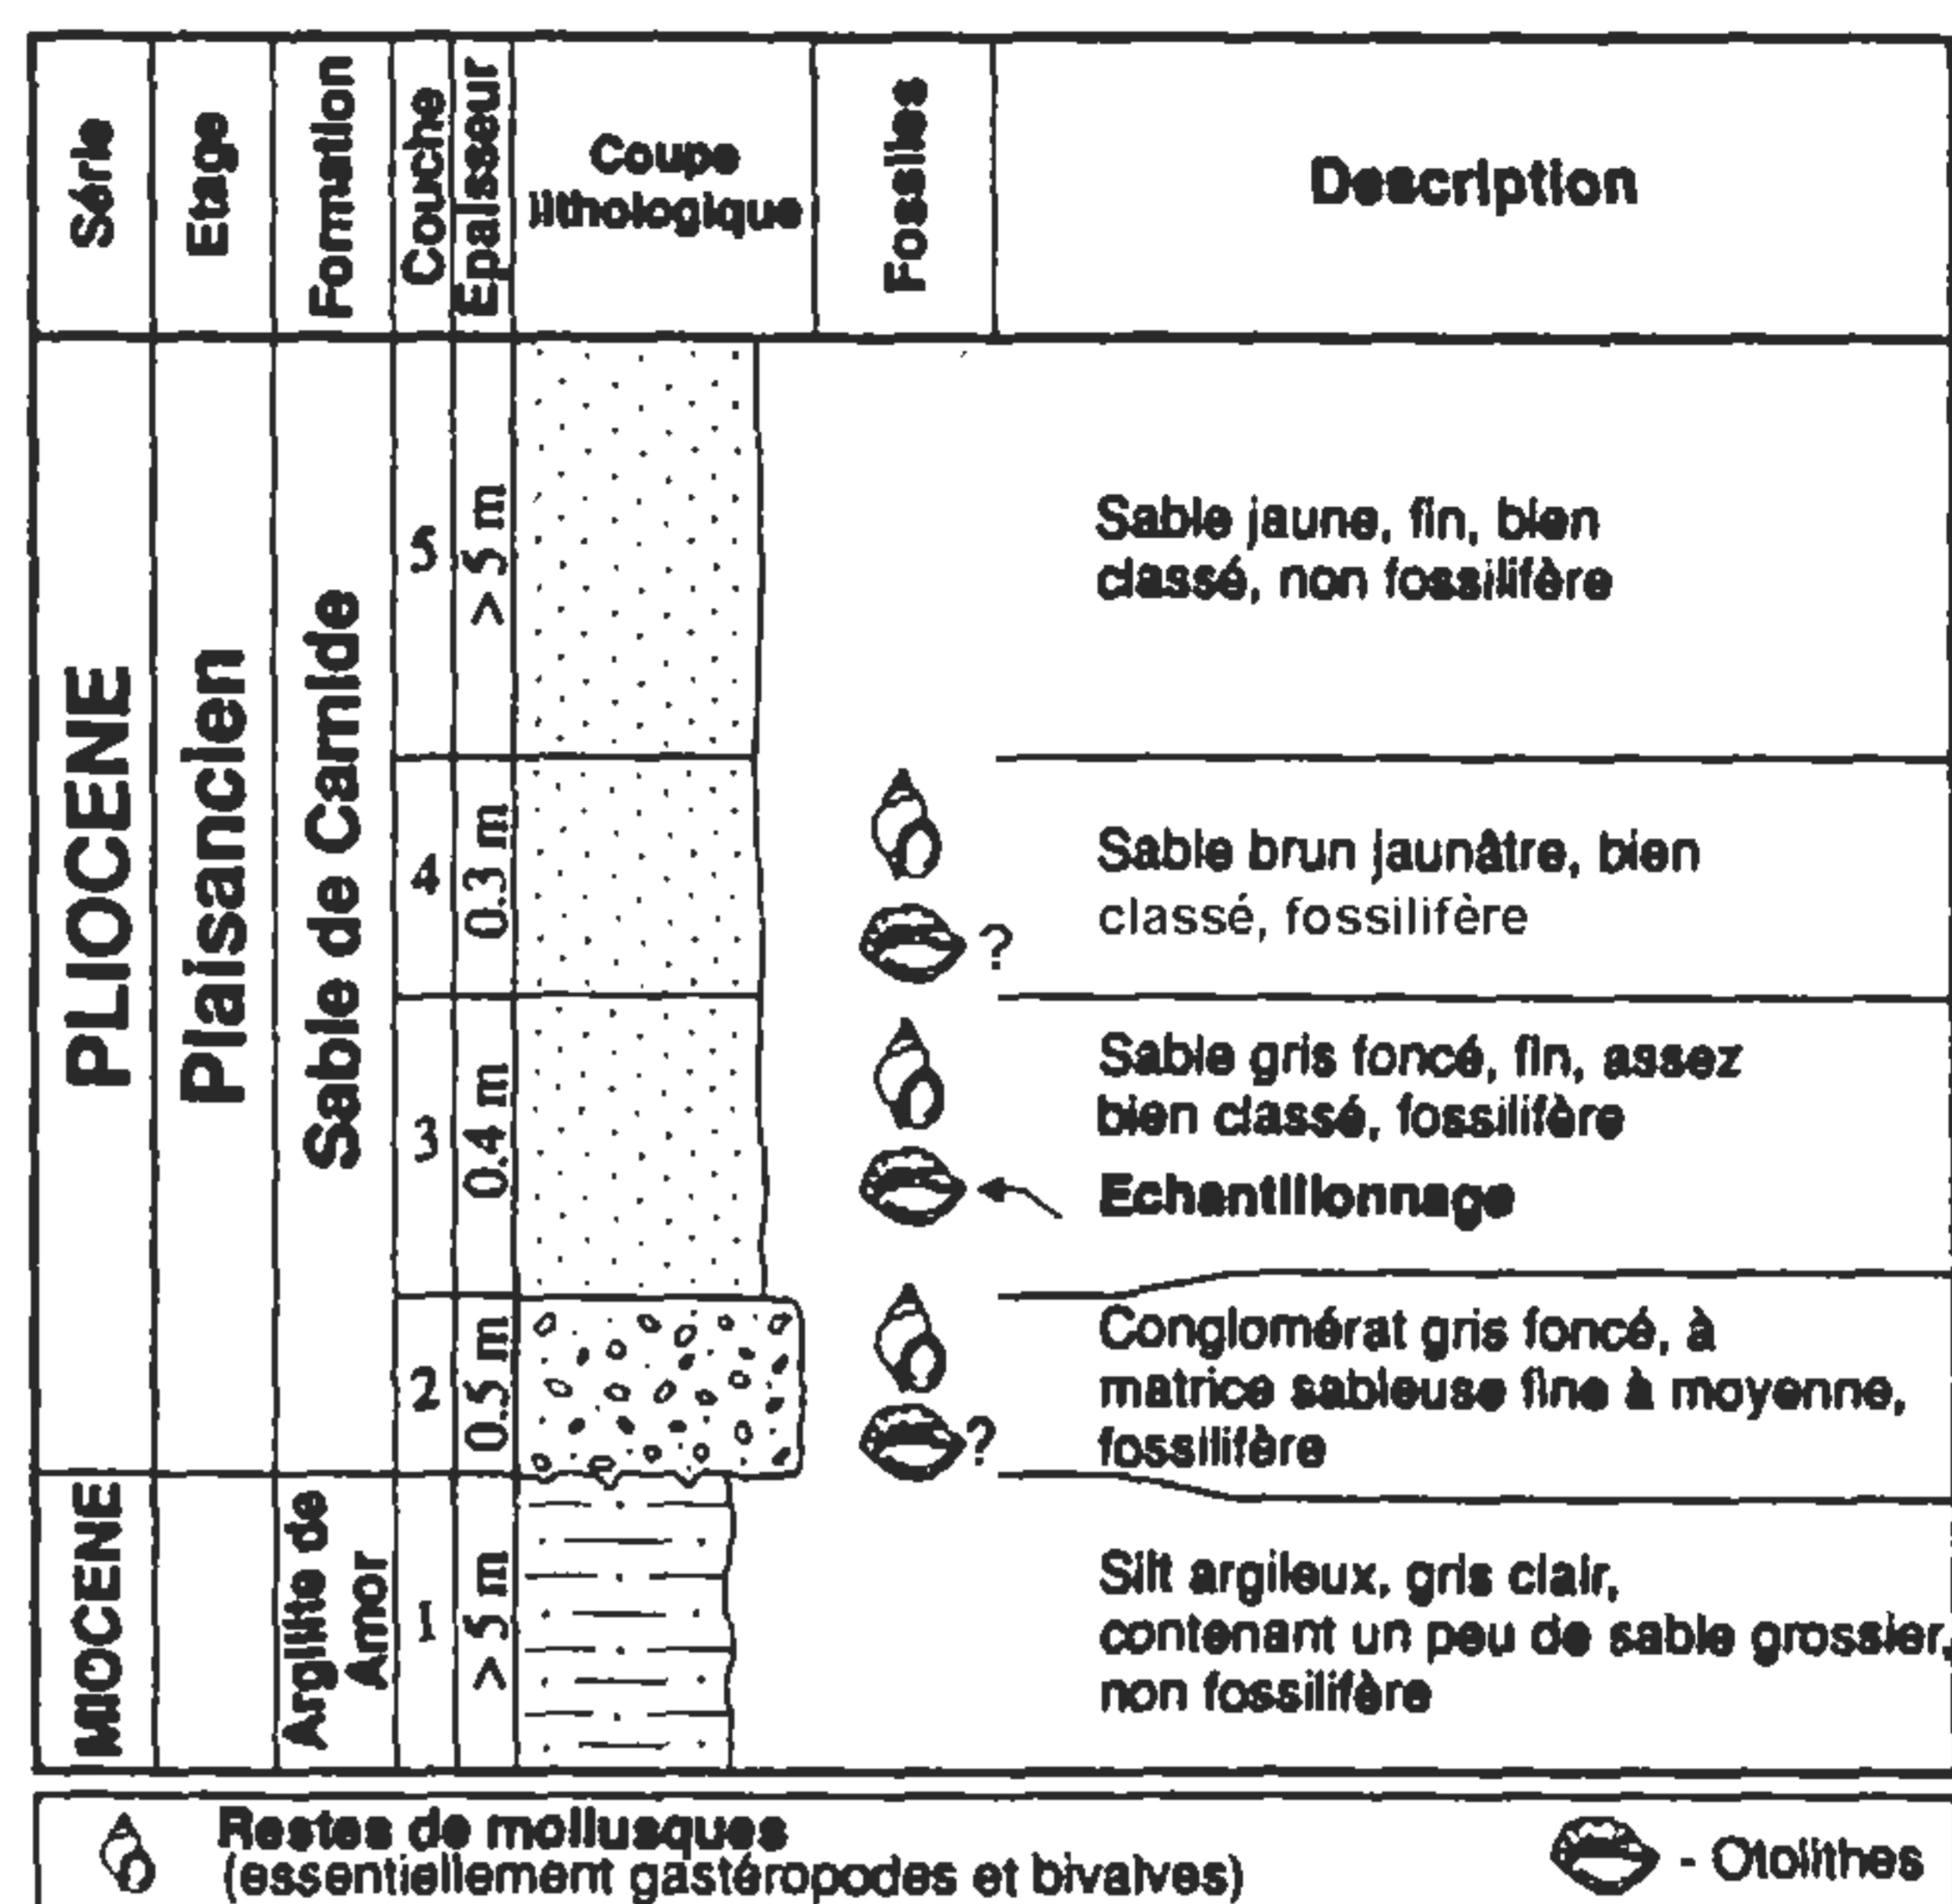 Série
Etage
Formation
Couche
Epaisseur
Coupe
lithologique
Fossiles
Description
PLIOCENE
Plaisancien
Sable de Carnide
5
> 5 m
Sable jaune, fin, bien
classé, non fossilifère
4
0.3 m
?
Sable brun jaunâtre, bien
classé, fossilifère
3
0.4 m
Sable gris foncé, fin, assez
bien classé, fossilifère
Echantillonnage
2
0.5 m
?
Conglomérat gris foncé, à
matrice sableuse fine à moyenne,
fossilifère
MIOCENE
Argilite de
Amor
1
> 5 m
Silt argileux, gris clair,
contenant un peu de sable grossier,
non fossilifère
Restes de mollusques
(essentiellement gastéropodes et bivalves)
- Otolithes